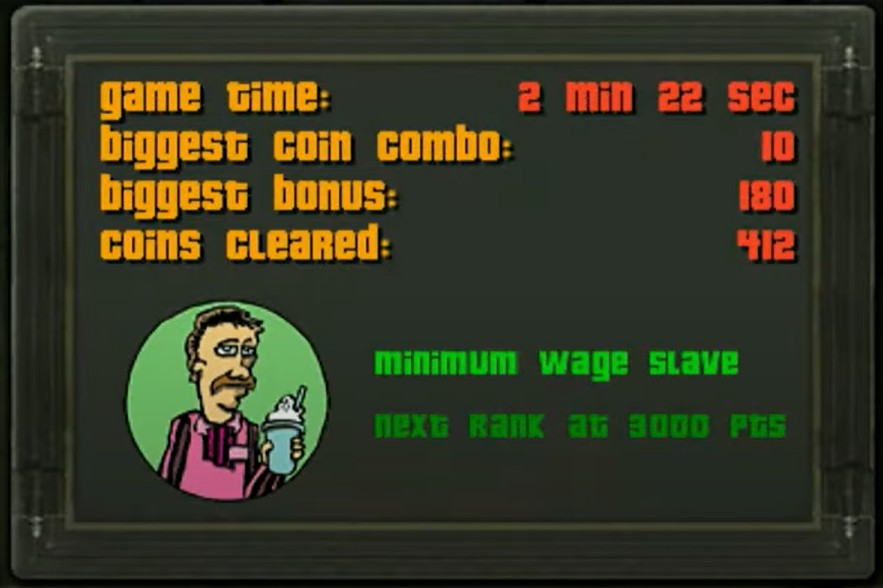 game time: 2 min 22 sec
biggest coin combo: 10
biggest bonus: 180
coins cleared: 412
minimum wage slave
next rank at 3000 pts